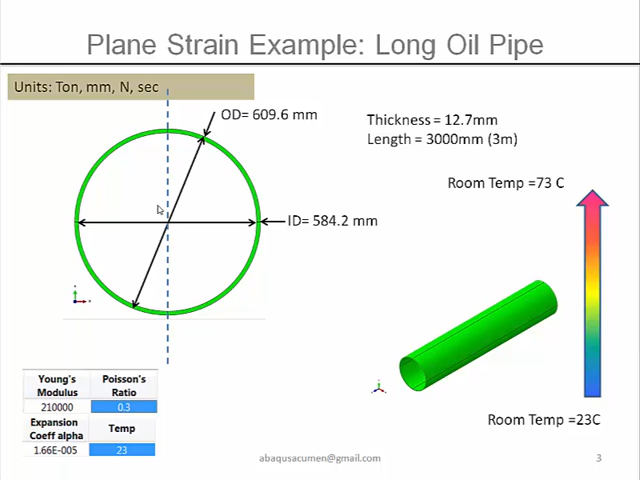 Plane Strain Example: Long Oil Pipe
Units: Ton, mm, N, sec
OD= 609.6 mm
Thickness = 12.7mm
Length = 3000mm (3m)
Room Temp =73 C
ID= 584.2 mm
Room Temp =23C
Young's Modulus
Poisson's Ratio
210000
0.3
Expansion Coeff alpha
Temp
1.66E-005
23
abaqusacumen@gmail.com
3